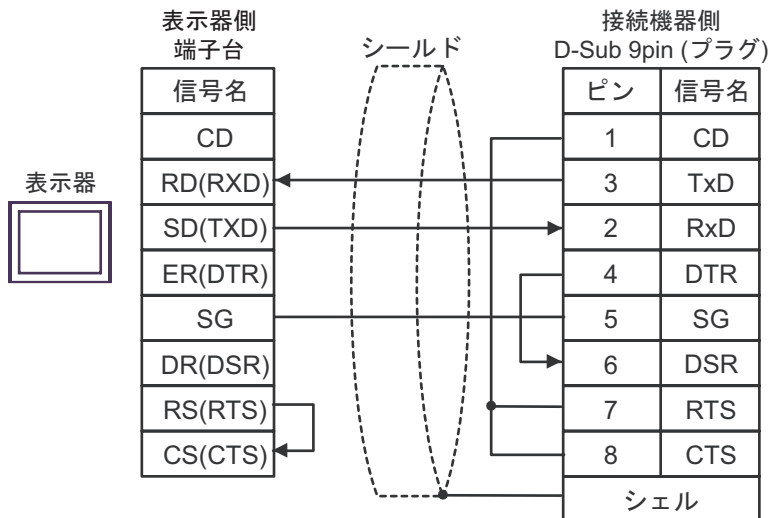 表示器側
端子台
シールド
接続機器側
D-Sub 9pin (プラグ)
表示器
信号名
CD
RD(RXD)
SD(TXD)
ER(DTR)
SG
DR(DSR)
RS(RTS)
CS(CTS)
ピン 信号名
1 CD
3 TxD
2 RxD
4 DTR
5 SG
6 DSR
7 RTS
8 CTS
シェル